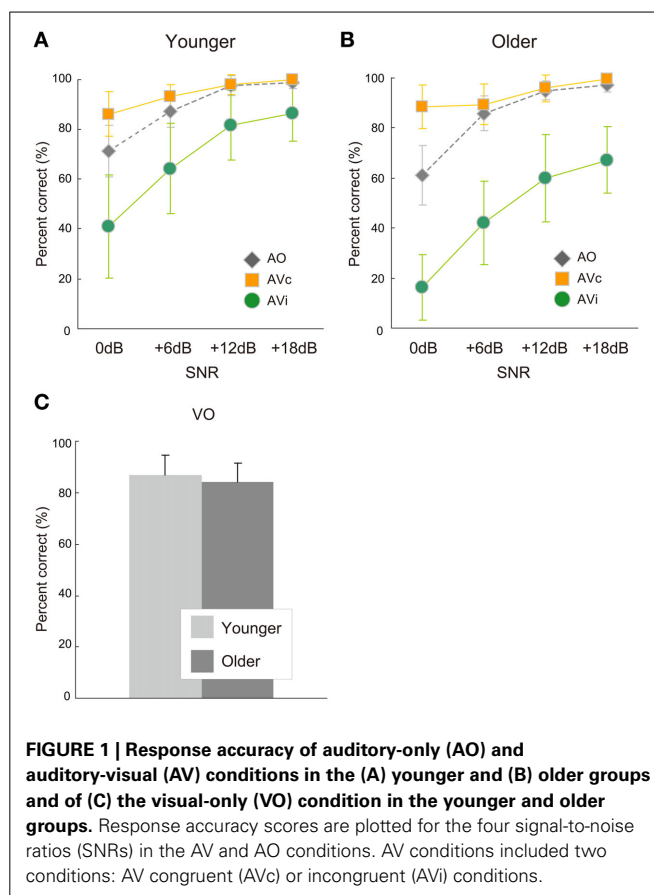 A
Younger
Percent correct (%)
100
80
60
40
20
0
AO
AVc
AVi
0dB
+6dB
+12dB
+18dB
SNR
B
Older
Percent correct (%)
100
80
60
40
20
0
AO
AVc
AVi
0dB
+6dB
+12dB
+18dB
SNR
C
VO
Percent correct (%)
100
80
60
40
20
0
Younger
Older
FIGURE 1 | Response accuracy of auditory-only (AO) and
auditory-visual (AV) conditions in the (A) younger and (B) older groups
and of (C) the visual-only (VO) condition in the younger and older
groups. Response accuracy scores are plotted for the four signal-to-noise
ratios (SNRs) in the AV and AO conditions. AV conditions included two
conditions: AV congruent (AVc) or incongruent (AVi) conditions.